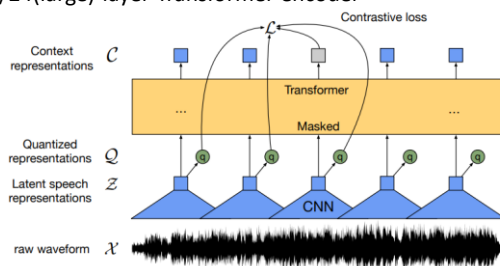 Contrastive loss
ℒ
Context
representations 𝒞
Transformer
... ...
Masked
Quantized
representations 𝒬
q q q q q
Latent speech
representations 𝒵
CNN
raw waveform 𝒳